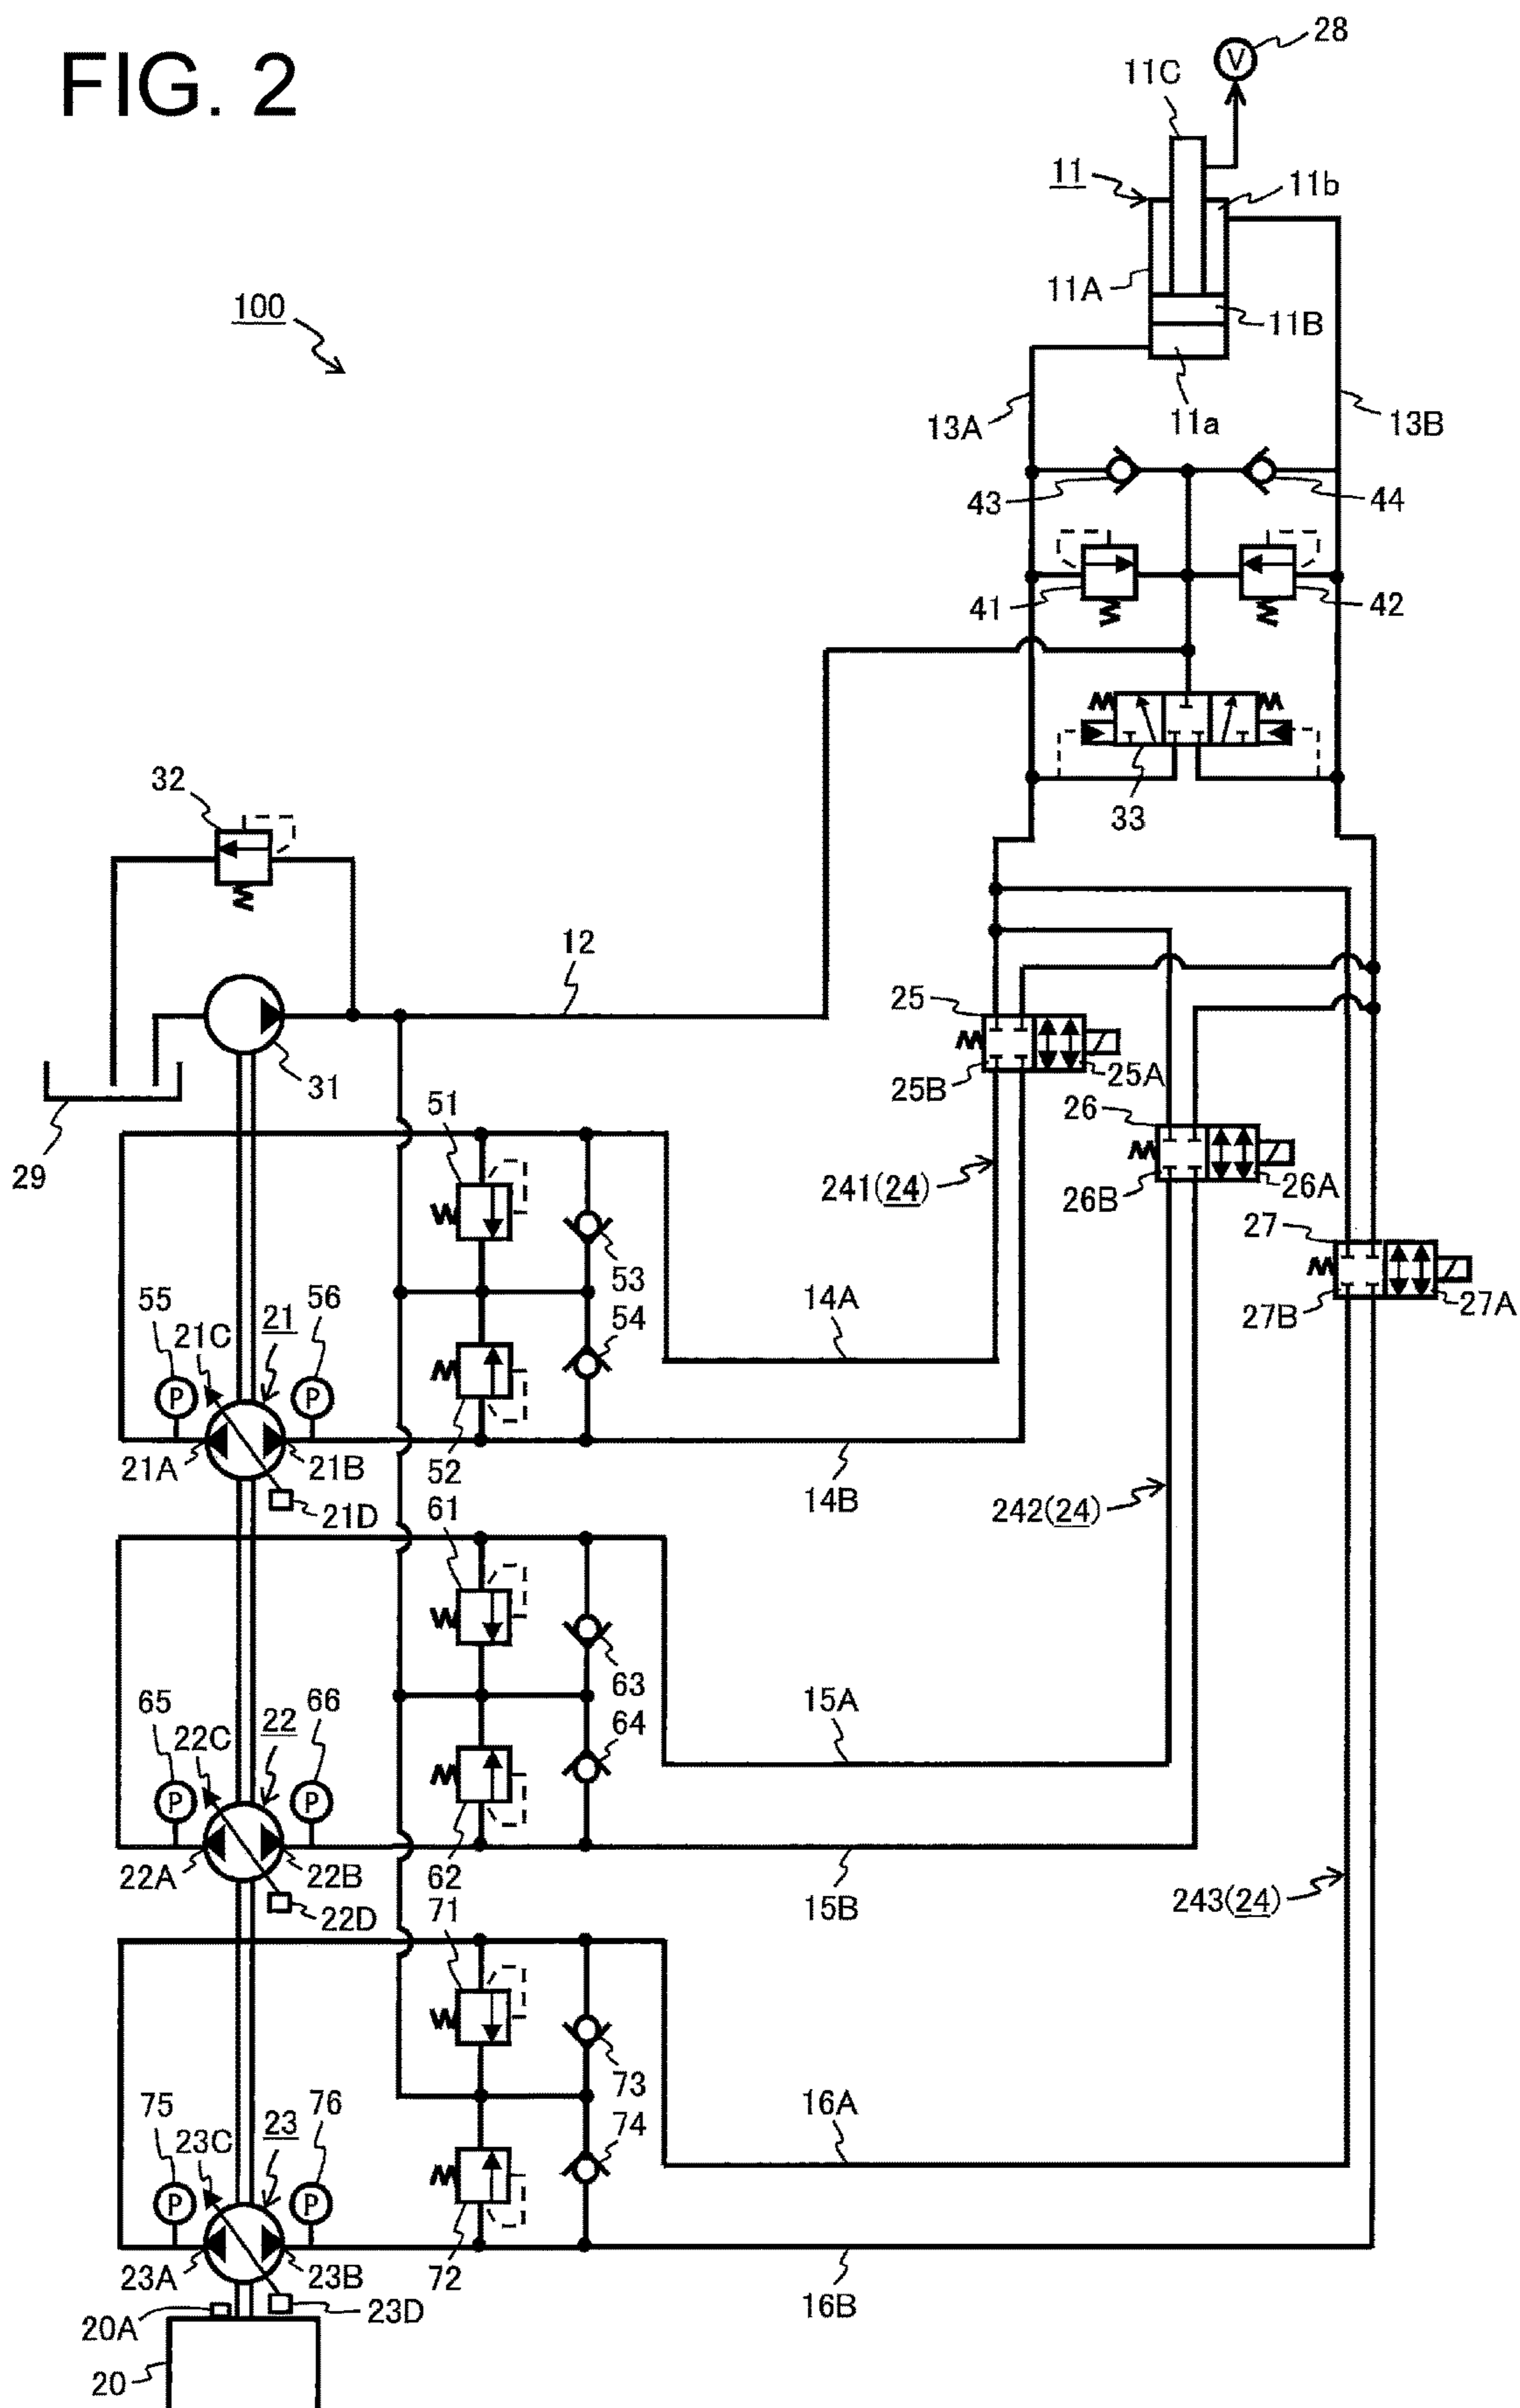 FIG. 2
28
V
11C
11
11b
11A
100
11B
13A
11a
13B
43
44
41
42
33
32
12
25
31
25B
25A
51
26
29
241(24)
26B
26A
27
53
55
56
14A
27B
27A
21C
21
54
P
P
21A
21B
52
14B
21D
61
242(24)
63
65
66
15A
22C
22
64
P
P
22A
22B
62
15B
243(24)
22D
71
73
75
76
16A
23C
23
74
P
P
23A
23B
72
16B
20A
23D
20